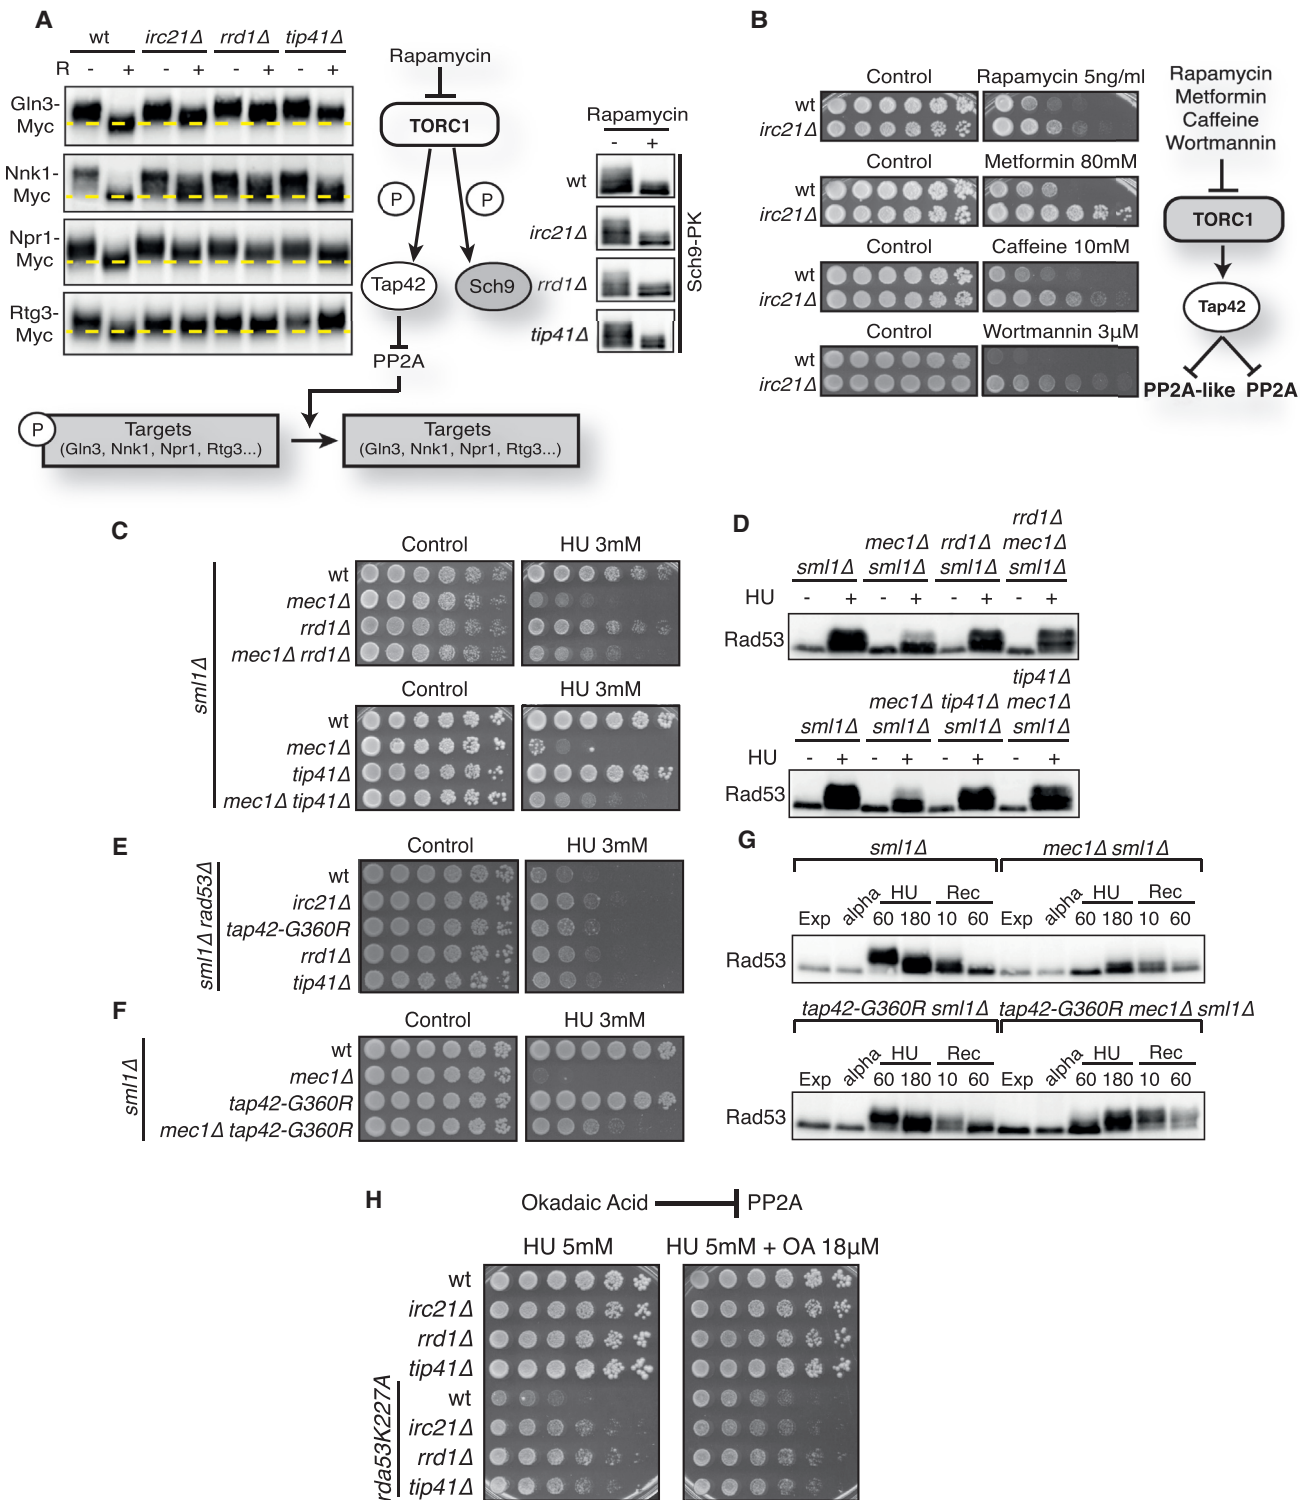 A
wt irc21Δ rrd1Δ tip41Δ
R - + - + - + - +
Gln3-
Myc
Nnk1-
Myc
Npr1-
Myc
Rtg3-
Myc
Rapamycin
TORC1
P P
Tap42 Sch9
PP2A
Rapamycin
- +
wt
irc21Δ
rrd1Δ
tip41Δ
Sch9-PK
P
Targets
(Gln3, Nnk1, Npr1, Rtg3...)
Targets
(Gln3, Nnk1, Npr1, Rtg3...)
B
Control Rapamycin 5ng/ml
wt
irc21Δ
Control Metformin 80mM
wt
irc21Δ
Control Caffeine 10mM
wt
irc21Δ
Control Wortmannin 3µM
wt
irc21Δ
Rapamycin
Metformin
Caffeine
Wortmannin
TORC1
Tap42
PP2A-like PP2A
C
Control HU 3mM
wt
mec1Δ
rrd1Δ
mec1Δ rrd1Δ
Control HU 3mM
wt
mec1Δ
tip41Δ
mec1Δ tip41Δ
sml1Δ
D
rrd1Δ
mec1Δ rrd1Δ mec1Δ
sml1Δ sml1Δ sml1Δ sml1Δ
HU - + - + - + - +
Rad53
tip41Δ
mec1Δ tip41Δ mec1Δ
sml1Δ sml1Δ sml1Δ sml1Δ
HU - + - + - + - +
Rad53
E
Control HU 3mM
wt
irc21Δ
tap42-G360R
rrd1Δ
tip41Δ
sml1Δ rad53Δ
F
Control HU 3mM
wt
mec1Δ
tap42-G360R
mec1Δ tap42-G360R
sml1Δ
G
sml1Δ mec1Δ sml1Δ
HU Rec HU Rec
Exp alpha 60 180 10 60 Exp alpha 60 180 10 60
Rad53
tap42-G360R sml1Δ tap42-G360R mec1Δ sml1Δ
HU Rec HU Rec
Exp alpha 60 180 10 60 Exp alpha 60 180 10 60
Rad53
H
Okadaic Acid PP2A
HU 5mM HU 5mM + OA 18µM
wt
irc21Δ
rrd1Δ
tip41Δ
wt
irc21Δ
rrd1Δ
tip41Δ
rda53K227A